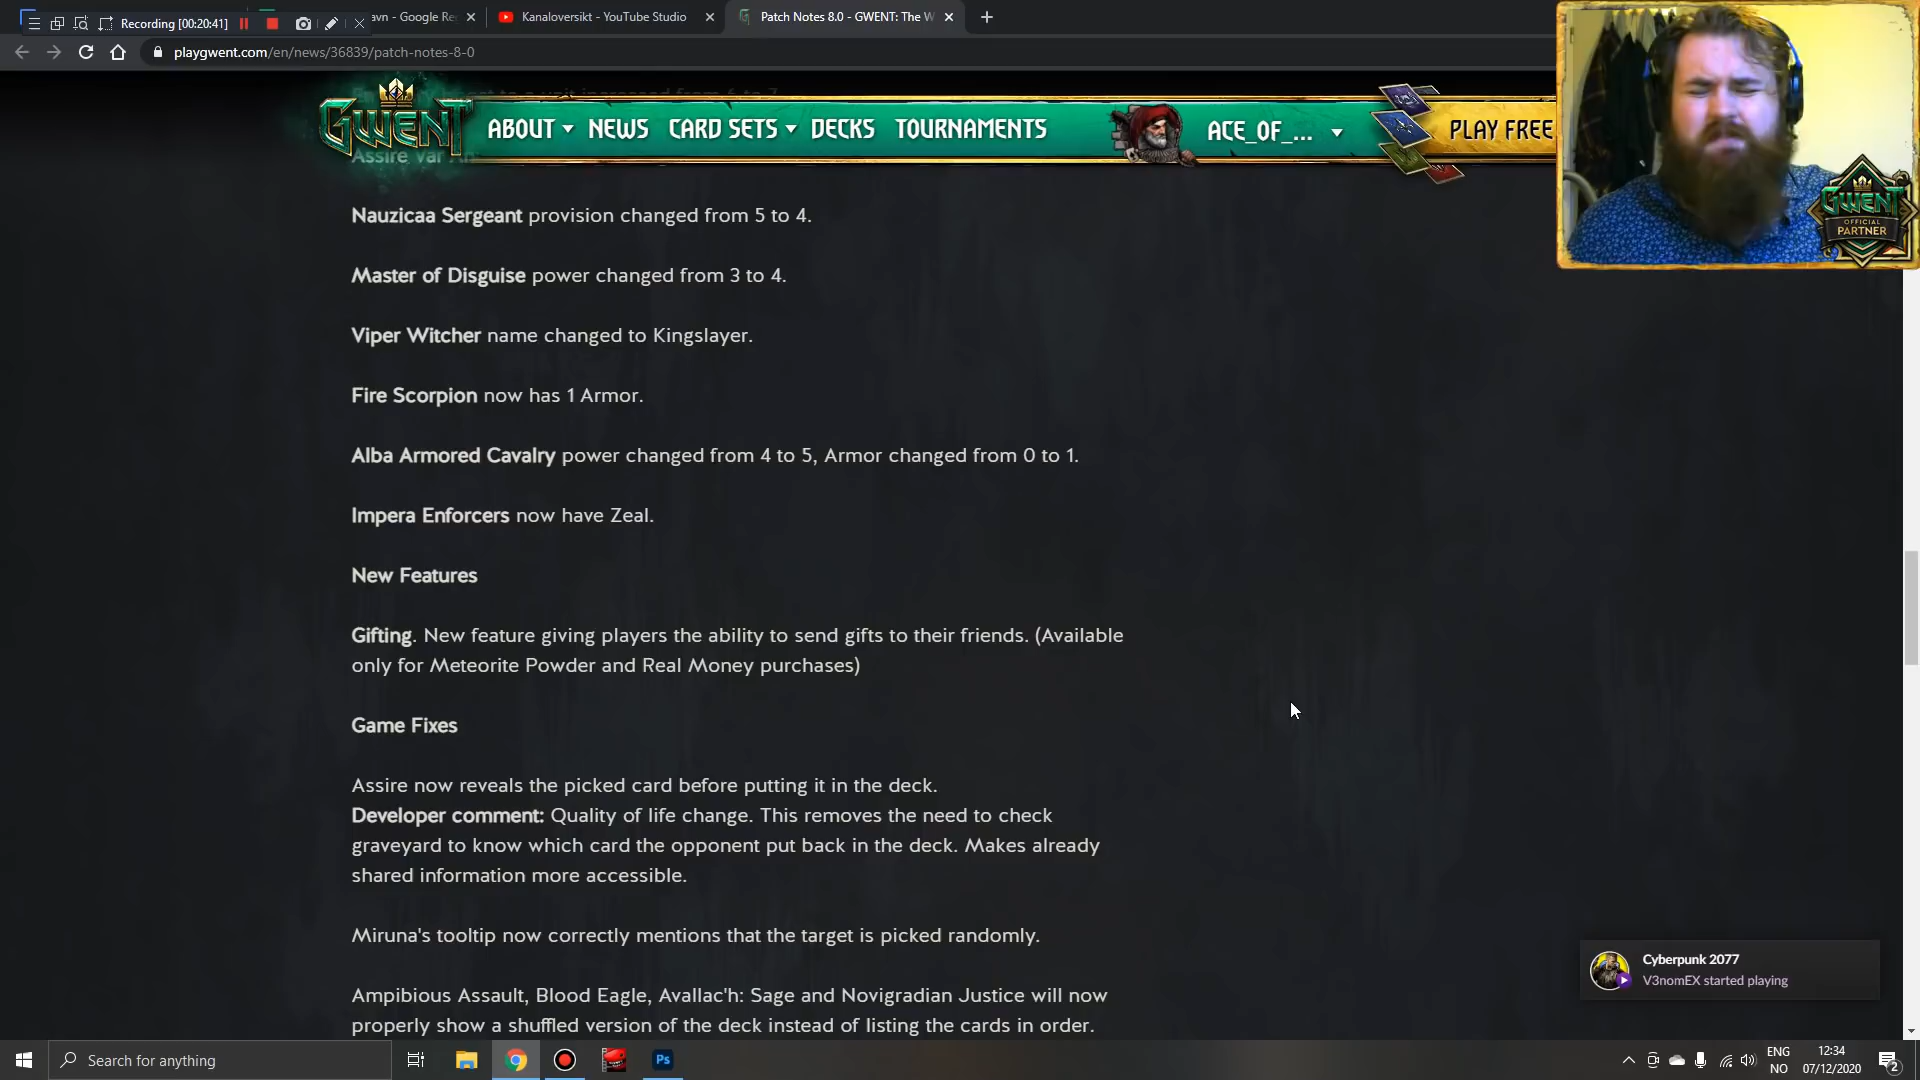 Recording [00:20:41]
avn - Google Re
Kanaloversikt - YouTube Studio
Patch Notes 8.0 - GWENT: The W
playgwent.com/en/news/36839/patch-notes-8-0
GWENT
ABOUT NEWS CARD SETS DECKS TOURNAMENTS
ACE_OF_...
PLAY FREE
GWENT
OFFICIAL
PARTNER
Assire Var An
Nauzicaa Sergeant provision changed from 5 to 4.
Master of Disguise power changed from 3 to 4.
Viper Witcher name changed to Kingslayer.
Fire Scorpion now has 1 Armor.
Alba Armored Cavalry power changed from 4 to 5, Armor changed from 0 to 1.
Impera Enforcers now have Zeal.
New Features
Gifting. New feature giving players the ability to send gifts to their friends. (Available
only for Meteorite Powder and Real Money purchases)
Game Fixes
Assire now reveals the picked card before putting it in the deck.
Developer comment: Quality of life change. This removes the need to check
graveyard to know which card the opponent put back in the deck. Makes already
shared information more accessible.
Miruna's tooltip now correctly mentions that the target is picked randomly.
Ampibious Assault, Blood Eagle, Avallac'h: Sage and Novigradian Justice will now
properly show a shuffled version of the deck instead of listing the cards in order.
Cyberpunk 2077
V3nomEX started playing
Search for anything
Ps
ENG
NO
12:34
07/12/2020
2